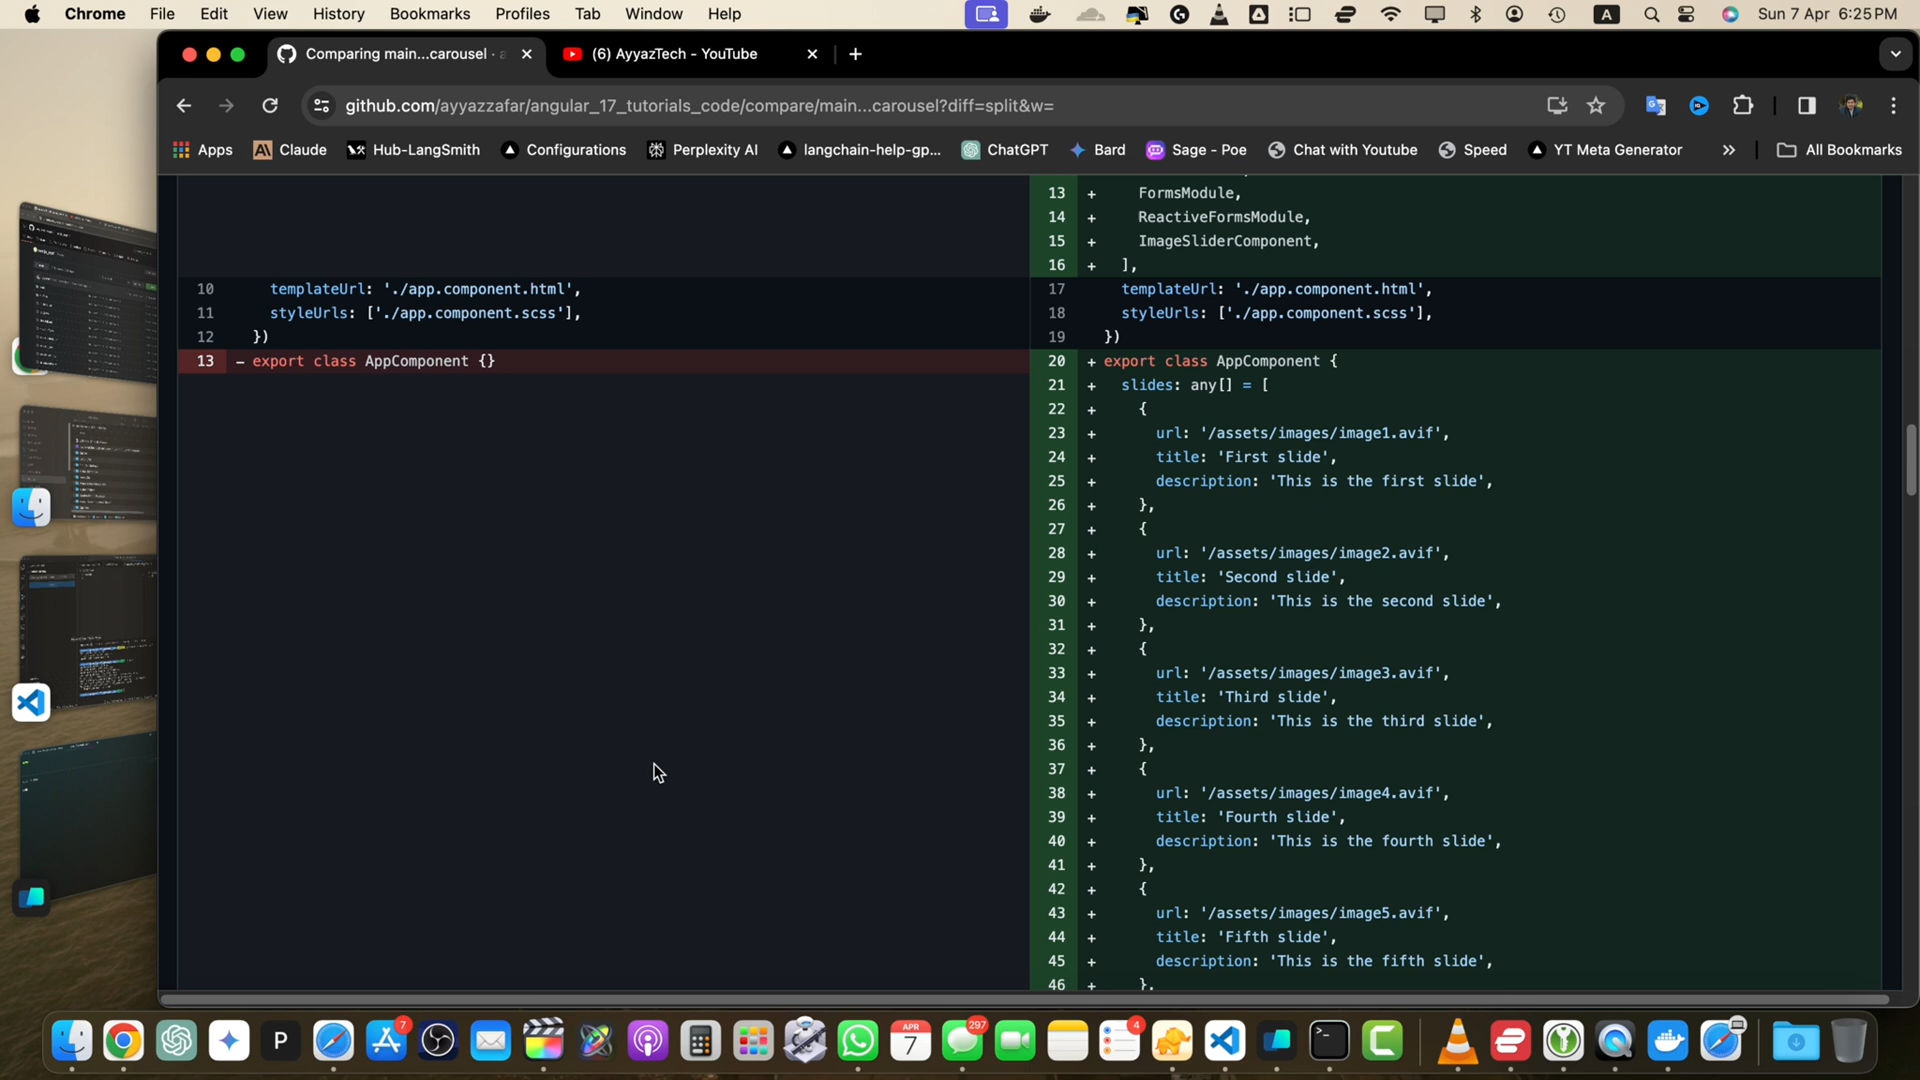 Chrome File Edit View History Bookmarks Profiles Tab Window Help Sun 7 Apr 6:25 PM
Comparing main...carousel · a
(6) AyyazTech - YouTube
github.com/ayyazzafar/angular_17_tutorials_code/compare/main...carousel?diff=split&w=
Apps Claude Hub-LangSmith Configurations Perplexity AI langchain-help-gp... ChatGPT Bard Sage - Poe Chat with Youtube Speed YT Meta Generator » All Bookmarks
10 templateUrl: './app.component.html',
11 styleUrls: ['./app.component.scss'],
12 })
13 – export class AppComponent {}
13 + FormsModule,
14 + ReactiveFormsModule,
15 + ImageSliderComponent,
16 + ],
17 templateUrl: './app.component.html',
18 styleUrls: ['./app.component.scss'],
19 })
20 + export class AppComponent {
21 + slides: any[] = [
22 + {
23 + url: '/assets/images/image1.avif',
24 + title: 'First slide',
25 + description: 'This is the first slide',
26 + },
27 + {
28 + url: '/assets/images/image2.avif',
29 + title: 'Second slide',
30 + description: 'This is the second slide',
31 + },
32 + {
33 + url: '/assets/images/image3.avif',
34 + title: 'Third slide',
35 + description: 'This is the third slide',
36 + },
37 + {
38 + url: '/assets/images/image4.avif',
39 + title: 'Fourth slide',
40 + description: 'This is the fourth slide',
41 + },
42 + {
43 + url: '/assets/images/image5.avif',
44 + title: 'Fifth slide',
45 + description: 'This is the fifth slide',
46 + },
7
APR
7
297
4